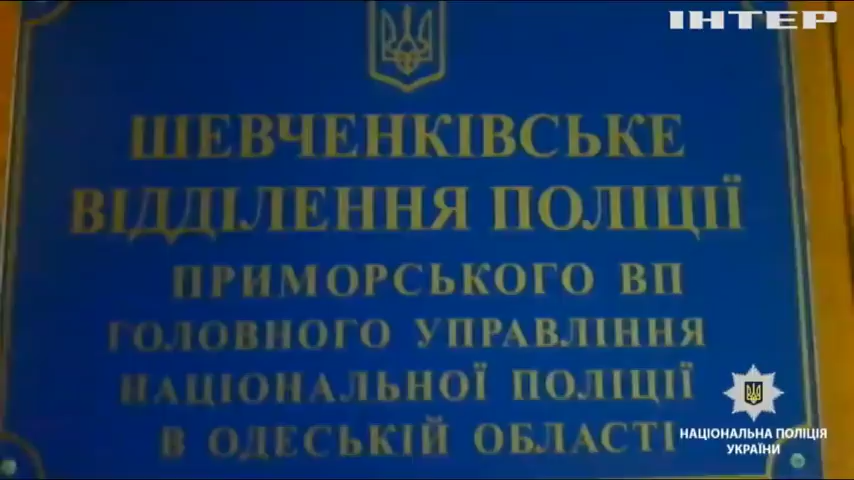 ІНТЕР
ШЕВЧЕНКІВСЬКЕ
ВІДДІЛЕННЯ ПОЛІЦІЇ
ПРИМОРСЬКОГО ВП
ГОЛОВНОГО УПРАВЛІННЯ
НАЦІОНАЛЬНОЇ ПОЛІЦІЇ
В ОДЕСЬКІЙ ОБЛАСТІ
НАЦІОНАЛЬНА ПОЛІЦІЯ
УКРАЇНИ